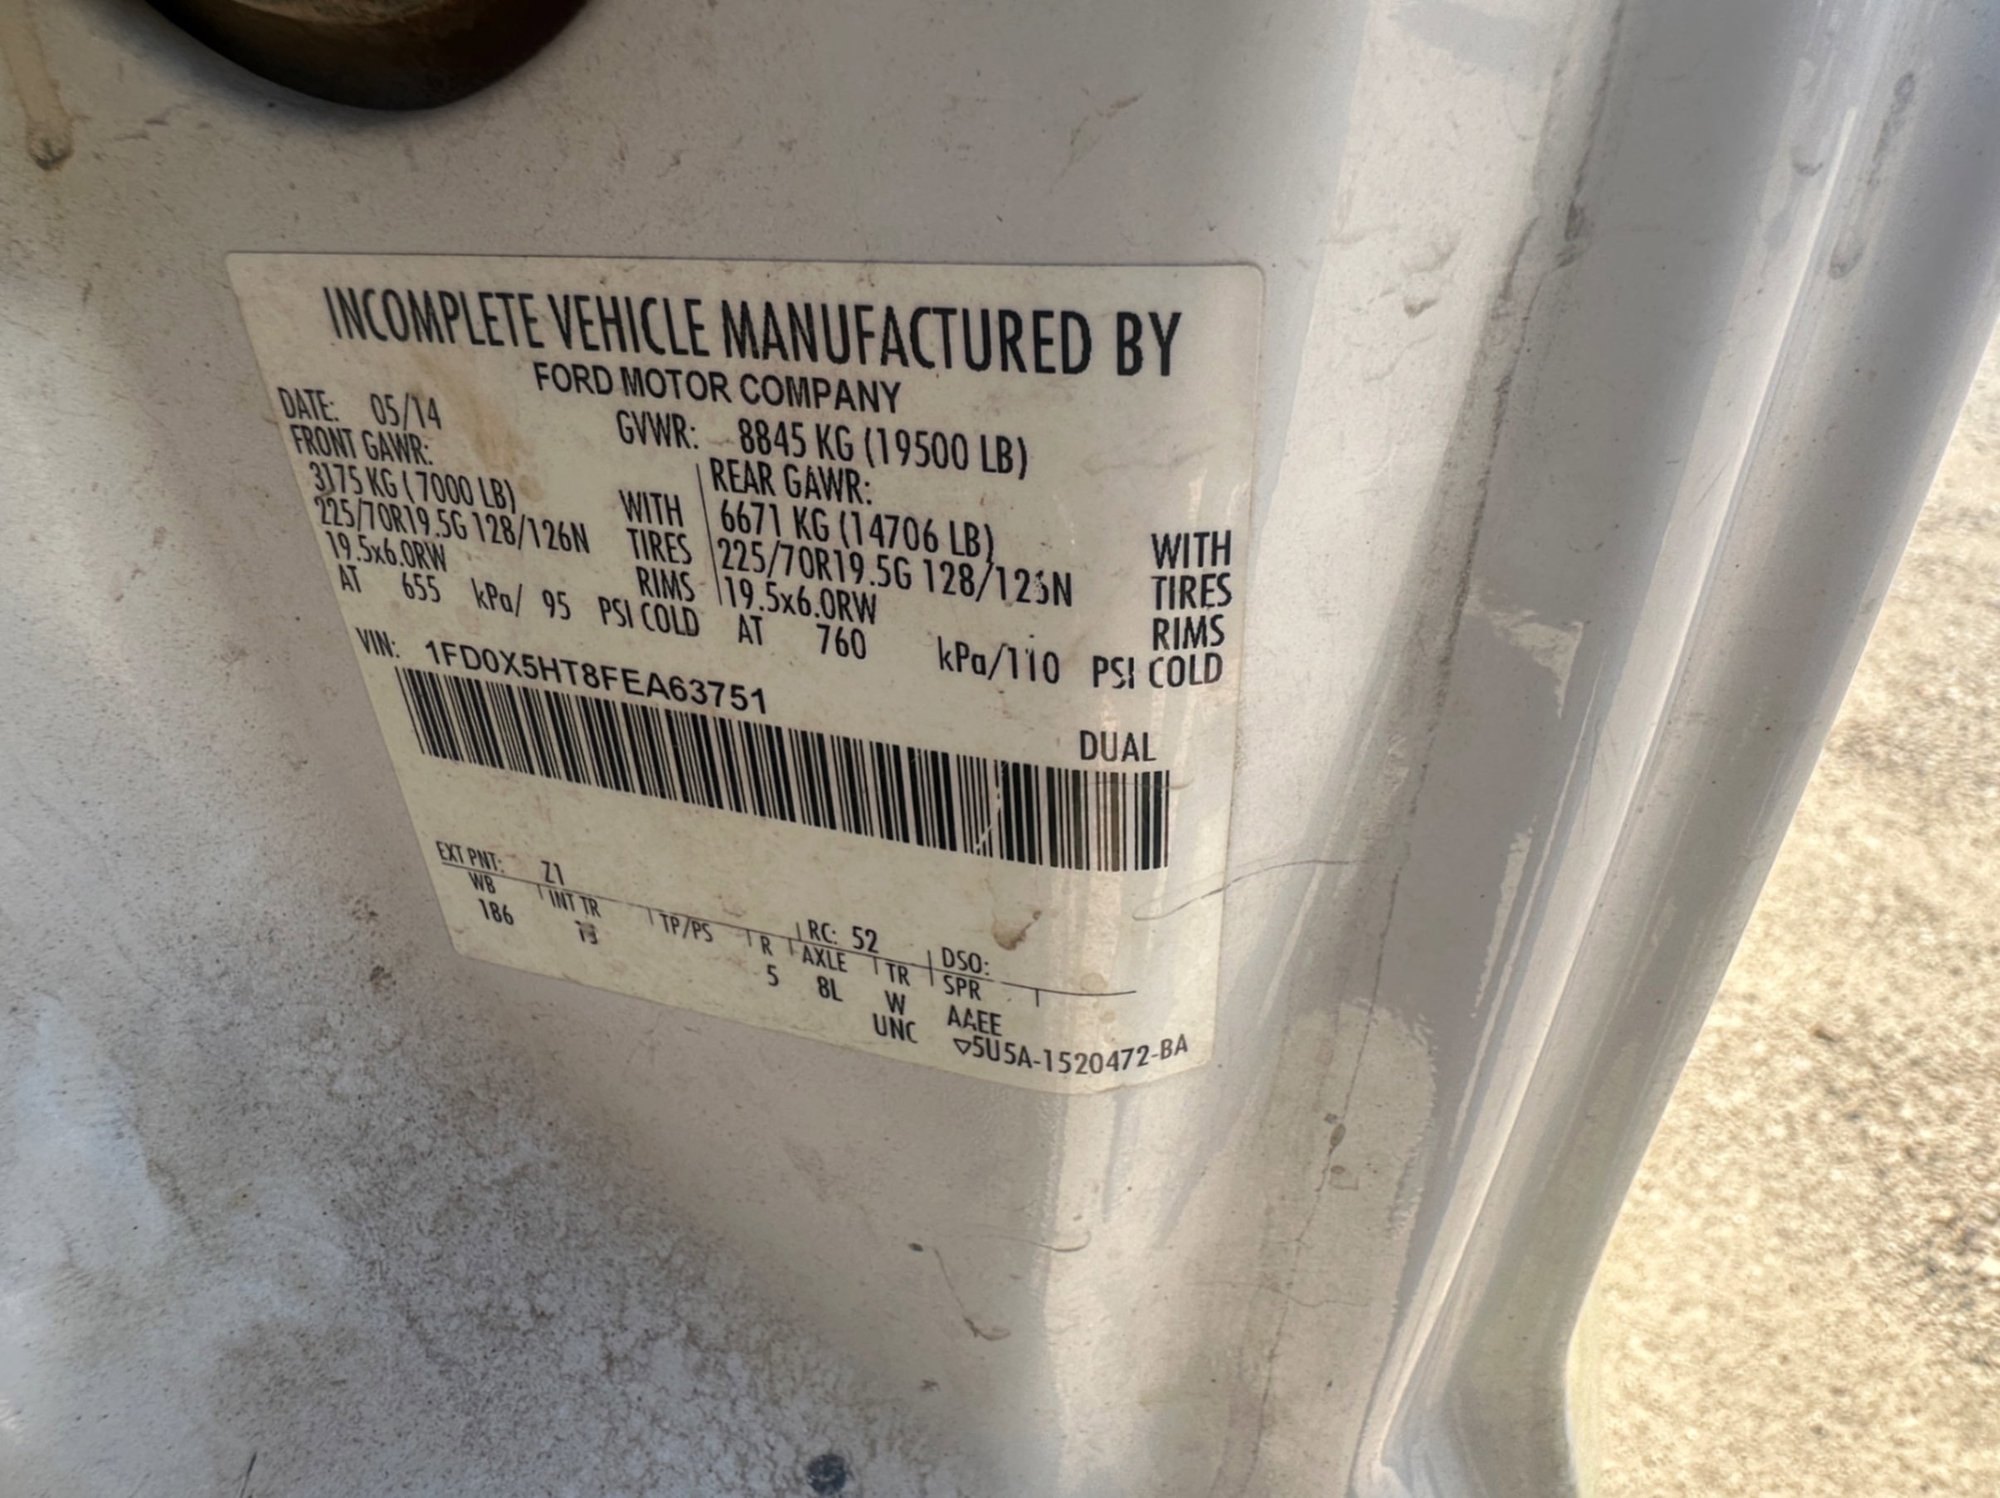 INCOMPLETE VEHICLE MANUFACTURED BY
FORD MOTOR COMPANY
DATE: 05/14 GVWR: 8845 KG (19500 LB)
FRONT GAWR: REAR GAWR:
3175 KG (7000 LB) WITH 6671 KG (14706 LB) WITH
225/70R19.5G 128/126N TIRES 225/70R19.5G 128/126N TIRES
19.5x6.0RW RIMS 19.5x6.0RW RIMS
AT 655 kPa/ 95 PSI COLD AT 760 kPa/110 PSI COLD
VIN: 1FD0X5HT8FEA63751
DUAL
EXT PNT: Z1 RC: 52 DSO:
WB INT TR TP/PS R AXLE TR SPR
186 5 8L W AAEE
UNC ▽5U5A-1520472-BA